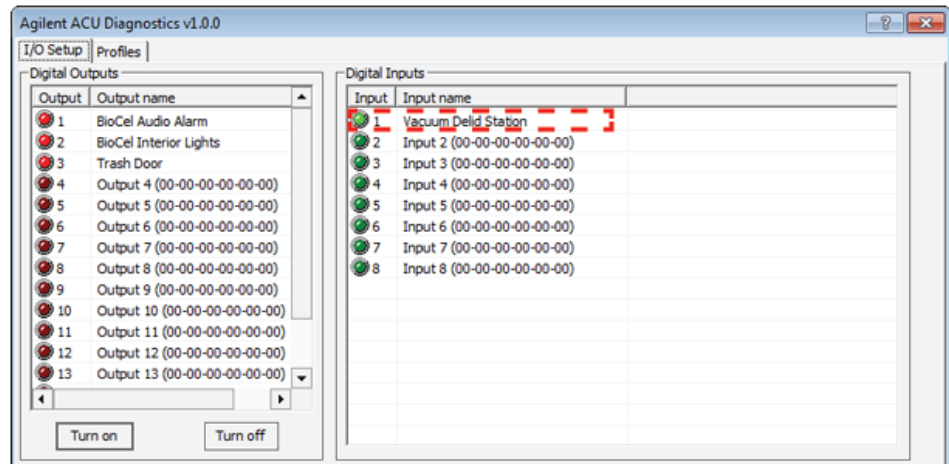 Agilent ACU Diagnostics v1.0.0
I/O Setup Profiles
Digital Outputs
Output Output name
1 BioCel Audio Alarm
2 BioCel Interior Lights
3 Trash Door
4 Output 4 (00-00-00-00-00-00)
5 Output 5 (00-00-00-00-00-00)
6 Output 6 (00-00-00-00-00-00)
7 Output 7 (00-00-00-00-00-00)
8 Output 8 (00-00-00-00-00-00)
9 Output 9 (00-00-00-00-00-00)
10 Output 10 (00-00-00-00-00-00)
11 Output 11 (00-00-00-00-00-00)
12 Output 12 (00-00-00-00-00-00)
13 Output 13 (00-00-00-00-00-00)
Turn on Turn off
Digital Inputs
Input Input name
1 Vacuum Delid Station
2 Input 2 (00-00-00-00-00-00)
3 Input 3 (00-00-00-00-00-00)
4 Input 4 (00-00-00-00-00-00)
5 Input 5 (00-00-00-00-00-00)
6 Input 6 (00-00-00-00-00-00)
7 Input 7 (00-00-00-00-00-00)
8 Input 8 (00-00-00-00-00-00)